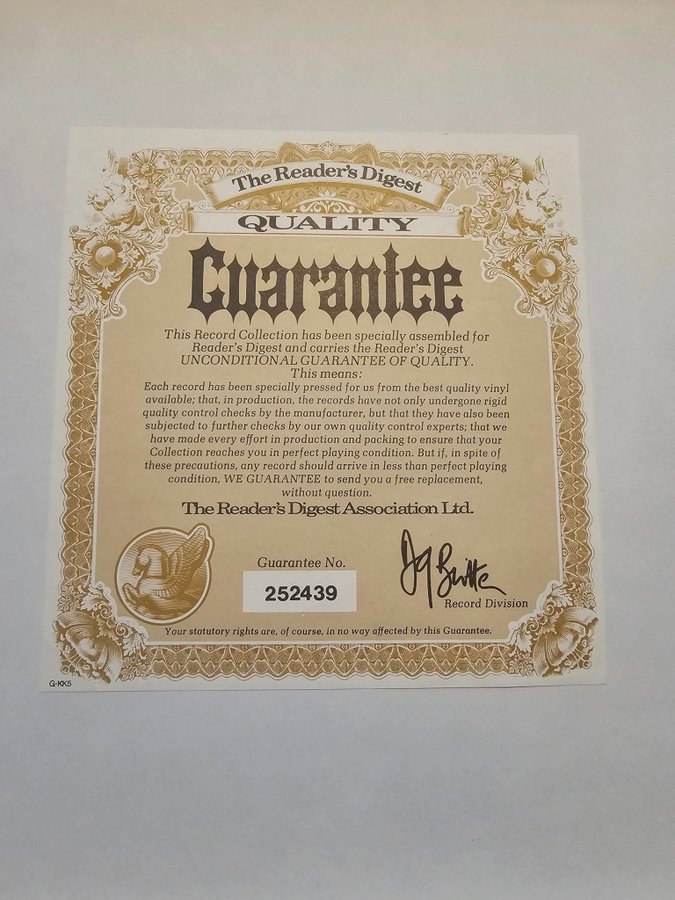 The Reader's Digest
QUALITY
Guarantee
This Record Collection has been specially assembled for
Reader's Digest and carries the Reader's Digest
UNCONDITIONAL GUARANTEE OF QUALITY.
This means:
Each record has been specially pressed for us from the best quality vinyl
available; that, in production, the records have not only undergone rigid
quality control checks by the manufacturer, but that they have also been
subjected to further checks by our own quality control experts; that we
have made every effort in production and packing to ensure that your
Collection reaches you in perfect playing condition. But if, in spite of
these precautions, any record should arrive in less than perfect playing
condition, WE GUARANTEE to send you a free replacement,
without question.
The Reader's Digest Association Ltd.
Guarantee No.
252439
Record Division
Your statutory rights are, of course, in no way affected by this Guarantee.
G-KK5